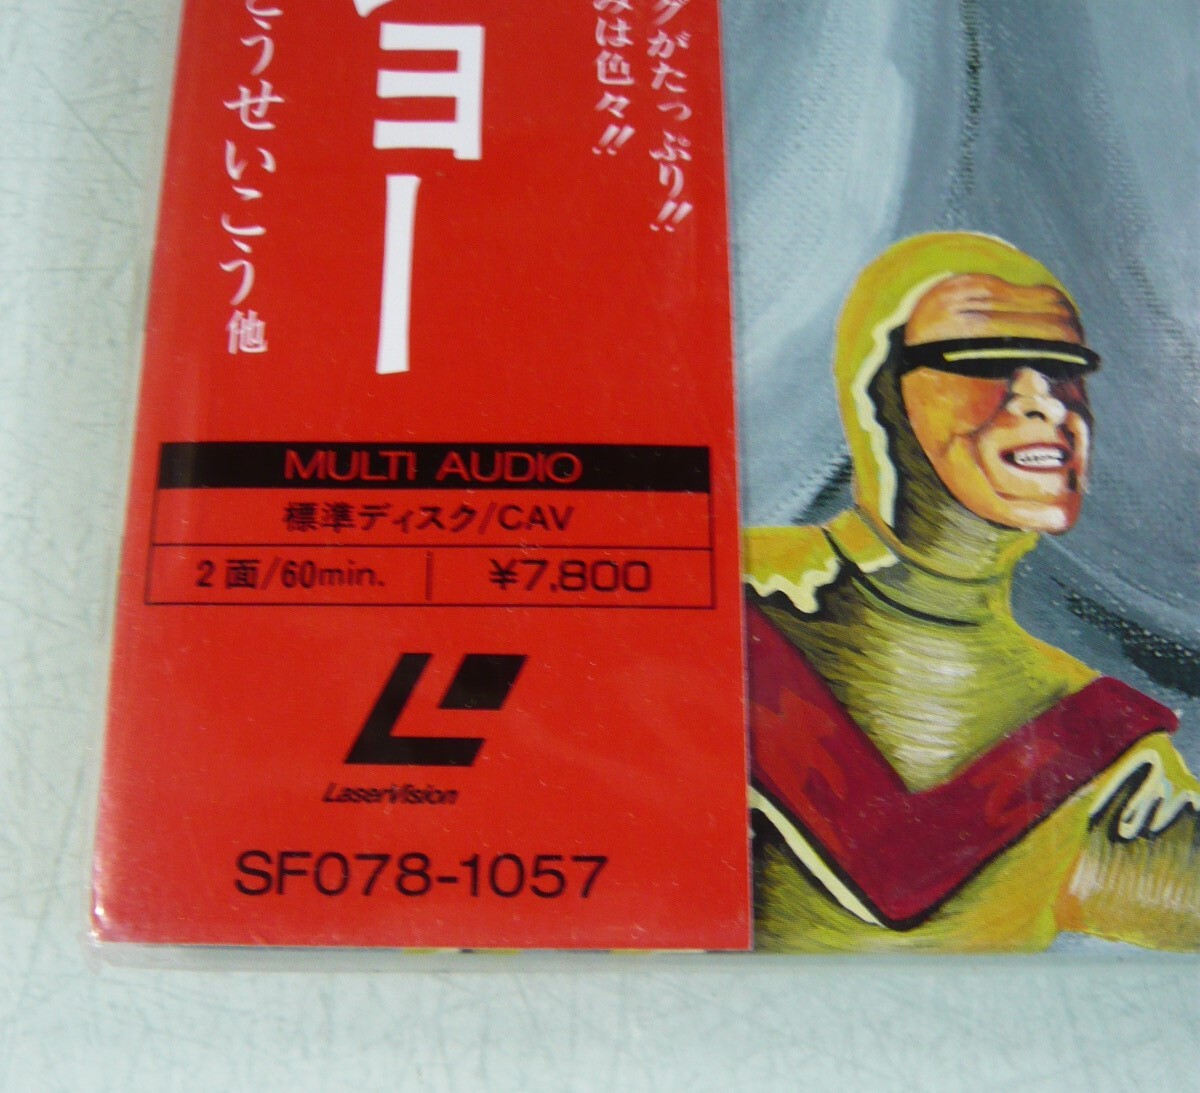 グがたっぷり!!
みは色々!!
ョー
とうせいこう他
MULTI AUDIO
標準ディスク/CAV
2面/60min.
¥7,800
LaserVision
SF078-1057